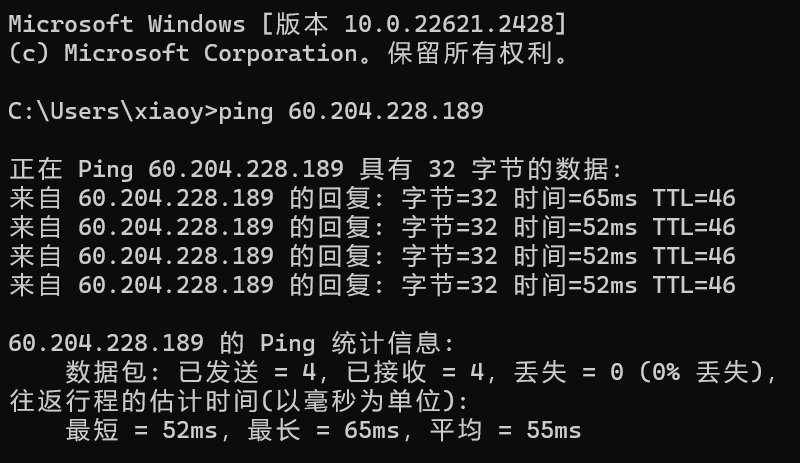 Microsoft Windows [版本 10.0.22621.2428]
(c) Microsoft Corporation。保留所有权利。
C:\Users\xiaoy>ping 60.204.228.189
正在 Ping 60.204.228.189 具有 32 字节的数据:
来自 60.204.228.189 的回复: 字节=32 时间=65ms TTL=46
来自 60.204.228.189 的回复: 字节=32 时间=52ms TTL=46
来自 60.204.228.189 的回复: 字节=32 时间=52ms TTL=46
来自 60.204.228.189 的回复: 字节=32 时间=52ms TTL=46
60.204.228.189 的 Ping 统计信息:
数据包: 已发送 = 4，已接收 = 4，丢失 = 0 (0% 丢失)，
往返行程的估计时间(以毫秒为单位):
最短 = 52ms，最长 = 65ms，平均 = 55ms